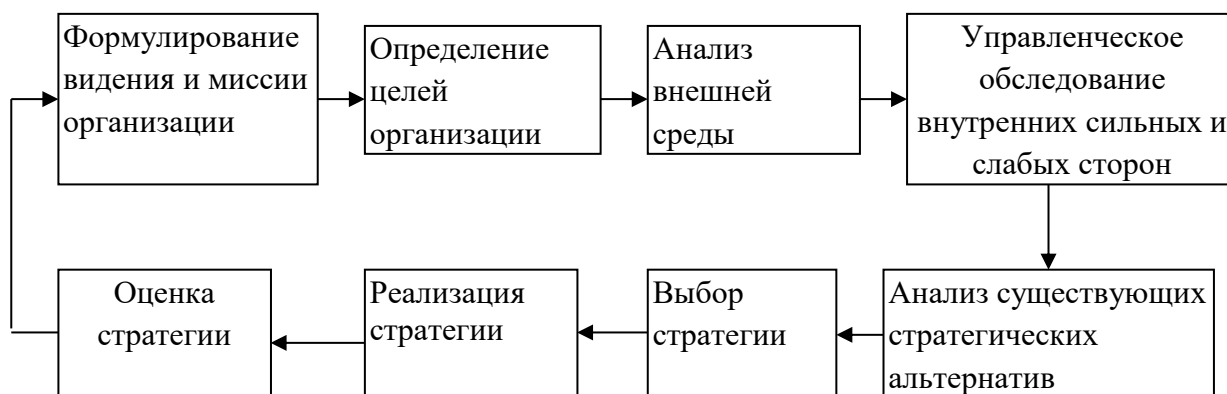 Формулирование
видения и миссии
организации
Определение
целей
организации
Анализ
внешней
среды
Управленческое
обследование
внутренних сильных и
слабых сторон
Оценка
стратегии
Реализация
стратегии
Выбор
стратегии
Анализ существующих
стратегических
альтернатив